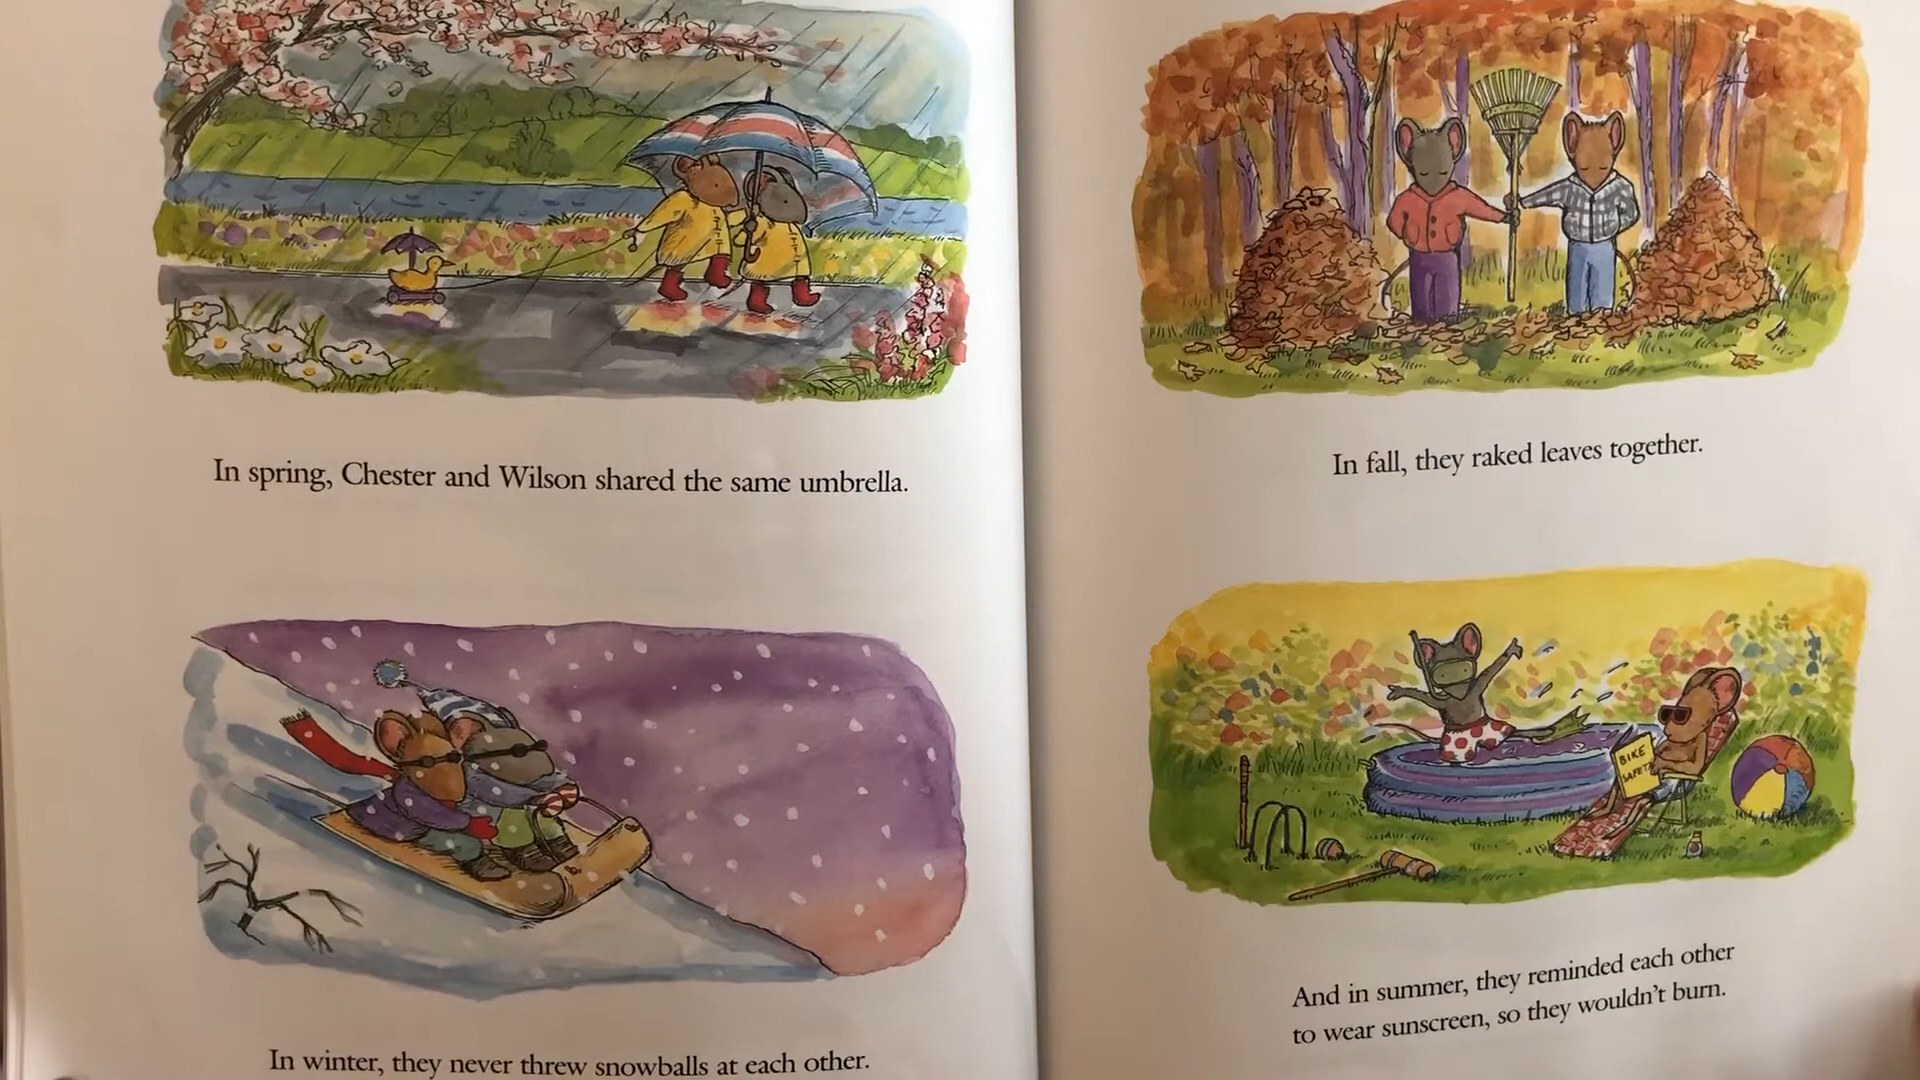 In spring, Chester and Wilson shared the same umbrella.
In winter, they never threw snowballs at each other.
In fall, they raked leaves together.
BIKE
SAFETY
And in summer, they reminded each other
to wear sunscreen, so they wouldn't burn.